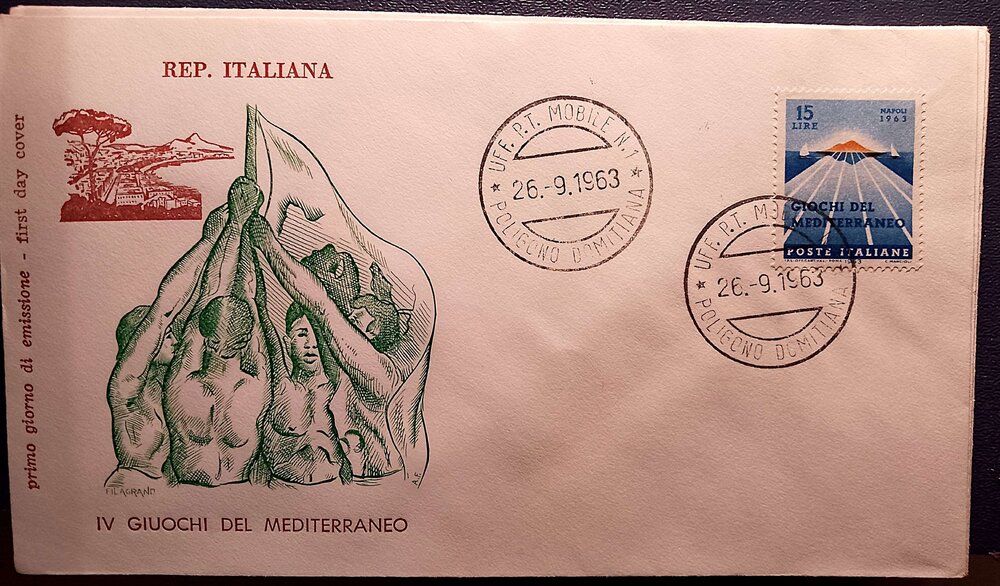 REP. ITALIANA
primo giorno di emissione - first day cover
FILAGRANO
A.F.
IV GIUOCHI DEL MEDITERRANEO
UFF. P.T. MOBILE N.1
26.-9.1963
POLIGONO DOMITIANA
15
LIRE
NAPOLI
1963
GIOCHI DEL
MEDITERRANEO
POSTE ITALIANE
UFF. P.T. MOBILE
26.-9.1963
POLIGONO DOMITIANA